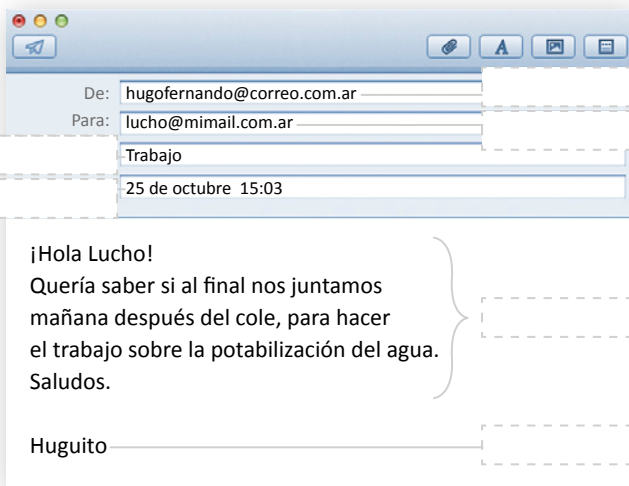 A
De: hugofernando@correo.com.ar
Para: lucho@mimail.com.ar
Trabajo
25 de octubre 15:03
¡Hola Lucho!
Quería saber si al final nos juntamos
mañana después del cole, para hacer
el trabajo sobre la potabilización del agua.
Saludos.
Huguito